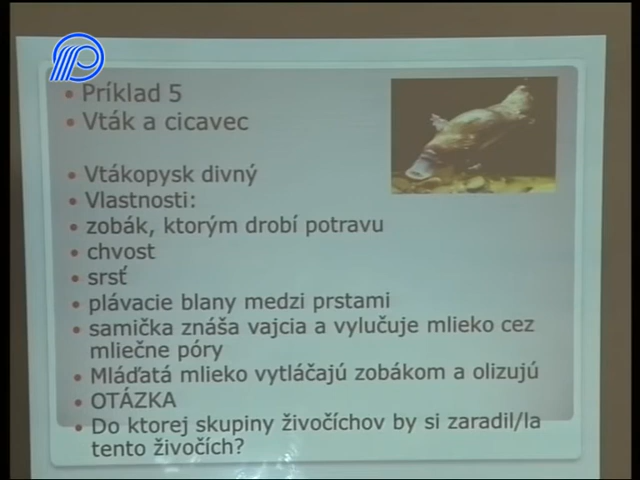 Príklad 5
Vták a cicavec
Vtákopysk divný
Vlastnosti:
zobák, ktorým drobí potravu
chvost
srsť
plávacie blany medzi prstami
samička znáša vajcia a vylučuje mlieko cez
mliečne póry
Mláďatá mlieko vytláčajú zobákom a olizujú
OTÁZKA
Do ktorej skupiny živočíchov by si zaradil/la
tento živočích?